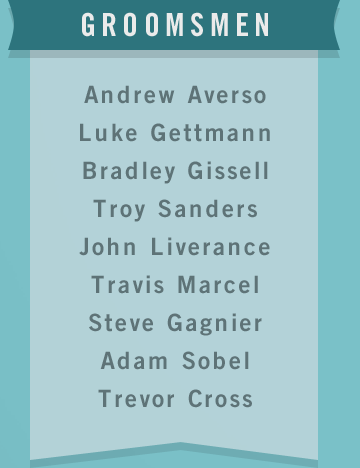 GROOMSMEN
Andrew Averso
Luke Gettmann
Bradley Gissell
Troy Sanders
John Liverance
Travis Marcel
Steve Gagnier
Adam Sobel
Trevor Cross